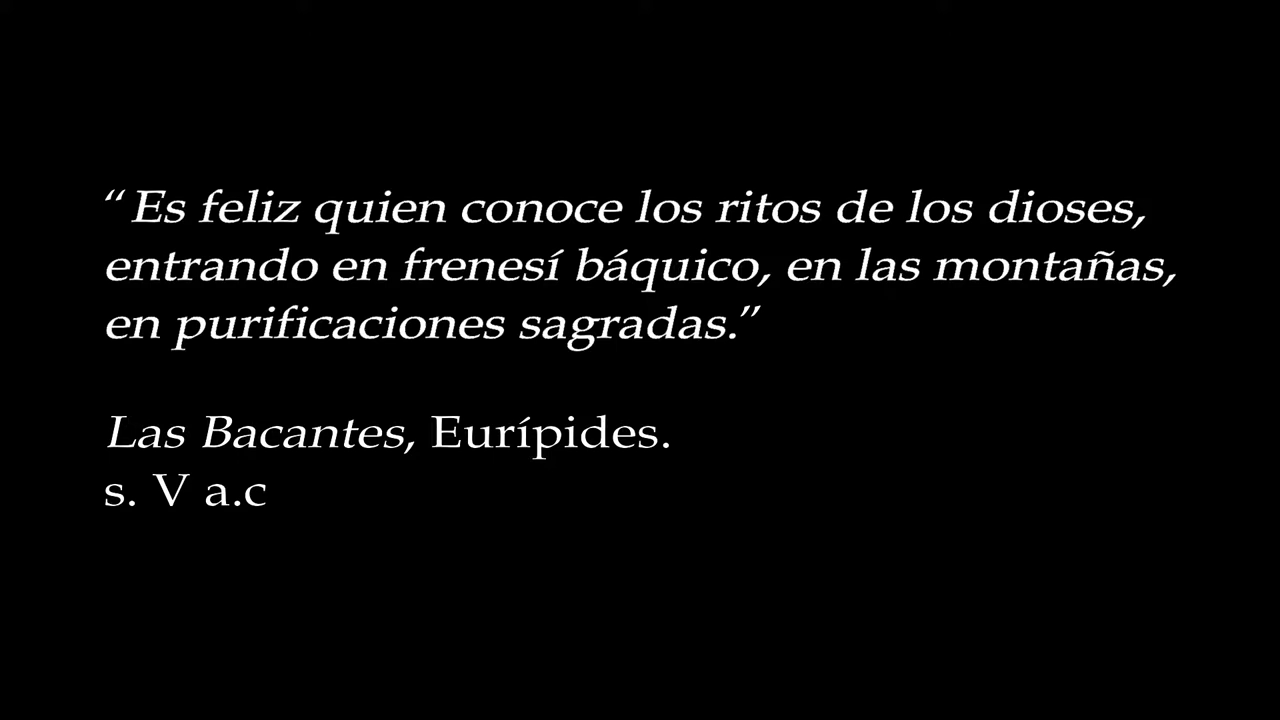 “Es feliz quien conoce los ritos de los dioses,
entrando en frenesí báquico, en las montañas,
en purificaciones sagradas.”
Las Bacantes, Eurípides.
s. V a.c